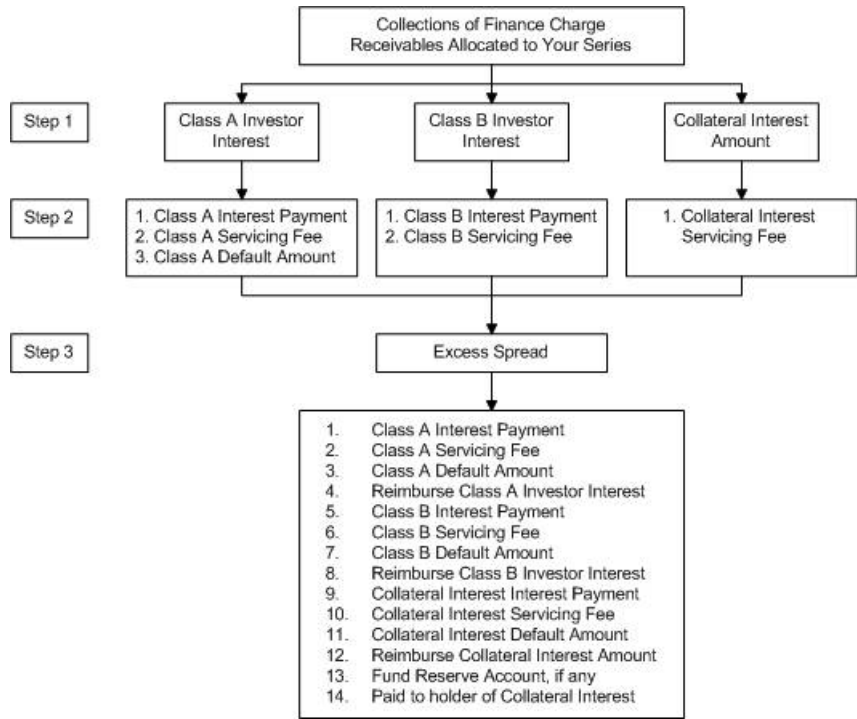 Collections of Finance Charge
Receivables Allocated to Your Series
Step 1
Class A Investor
Interest
Class B Investor
Interest
Collateral Interest
Amount
Step 2
1. Class A Interest Payment
2. Class A Servicing Fee
3. Class A Default Amount
1. Class B Interest Payment
2. Class B Servicing Fee
1. Collateral Interest
Servicing Fee
Step 3
Excess Spread
1. Class A Interest Payment
2. Class A Servicing Fee
3. Class A Default Amount
4. Reimburse Class A Investor Interest
5. Class B Interest Payment
6. Class B Servicing Fee
7. Class B Default Amount
8. Reimburse Class B Investor Interest
9. Collateral Interest Interest Payment
10. Collateral Interest Servicing Fee
11. Collateral Interest Default Amount
12. Reimburse Collateral Interest Amount
13. Fund Reserve Account, if any
14. Paid to holder of Collateral Interest